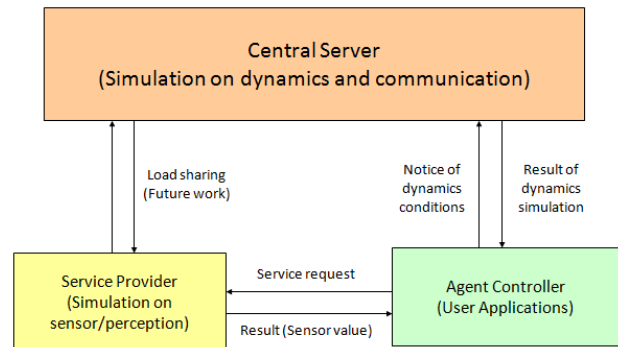 Central Server
(Simulation on dynamics and communication)
Load sharing
(Future work)
Notice of
dynamics
conditions
Result of
dynamics
simulation
Service Provider
(Simulation on
sensor/perception)
Service request
Result (Sensor value)
Agent Controller
(User Applications)